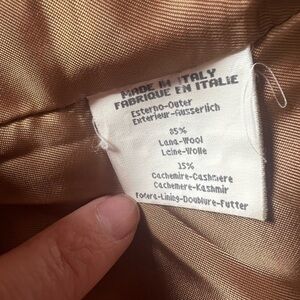 MADE IN ITALY
FABRIQUE EN ITALIE
Esterno-Outer
Exterieur-Ausserlich
85%
Lana-Wool
Laine-Wolle
15%
Cachemire-Cashmere
Cachemere-Kashmir
Fodera-Lining-Doublure-Futter